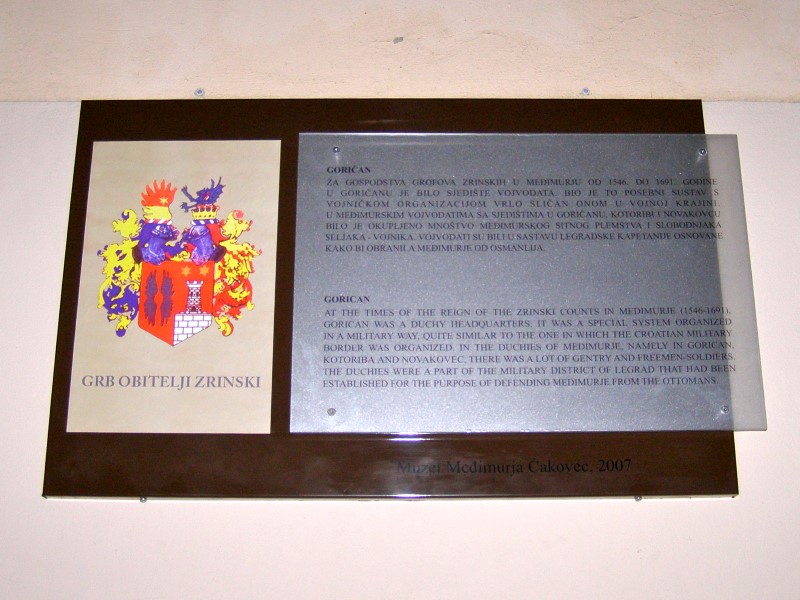 GRB OBITELJI ZRINSKI
GORIČAN
ZA GOSPODSTVA GROFOVA ZRINSKIH U MEĐIMURJU OD 1546. DO 1691. GODINE
U GORIČANU JE BILO SJEDIŠTE VOJVODATA. BIO JE TO POSEBNI SUSTAV S
VOJNIČKOM ORGANIZACIJOM VRLO SLIČAN ONOM U VOJNOJ KRAJINI.
U MEĐIMURSKIM VOJVODATIMA SA SJEDIŠTIMA U GORIČANU, KOTORIBI I NOVAKOVCU
BILO JE OKUPLJENO MNOŠTVO MEĐIMURSKOG SITNOG PLEMSTVA I SLOBODNJAKA
SELJAKA - VOJNIKA. VOJVODATI SU BILI U SASTAVU LEGRADSKE KAPETANIJE OSNOVANE
KAKO BI OBRANILA MEĐIMURJE OD OSMANLIJA.
GORIČAN
AT THE TIMES OF THE REIGN OF THE ZRINSKI COUNTS IN MEĐIMURJE (1546-1691),
GORIČAN WAS A DUCHY HEADQUARTERS. IT WAS A SPECIAL SYSTEM ORGANIZED
IN A MILITARY WAY, QUITE SIMILAR TO THE ONE IN WHICH THE CROATIAN MILITARY
BORDER WAS ORGANIZED. IN THE DUCHIES OF MEĐIMURJE, NAMELY IN GORIČAN,
KOTORIBA AND NOVAKOVEC, THERE WAS A LOT OF GENTRY AND FREEMEN-SOLDIERS.
THE DUCHIES WERE A PART OF THE MILITARY DISTRICT OF LEGRAD THAT HAD BEEN
ESTABLISHED FOR THE PURPOSE OF DEFENDING MEĐIMURJE FROM THE OTTOMANS.
Muzej Međimurja Čakovec, 2007